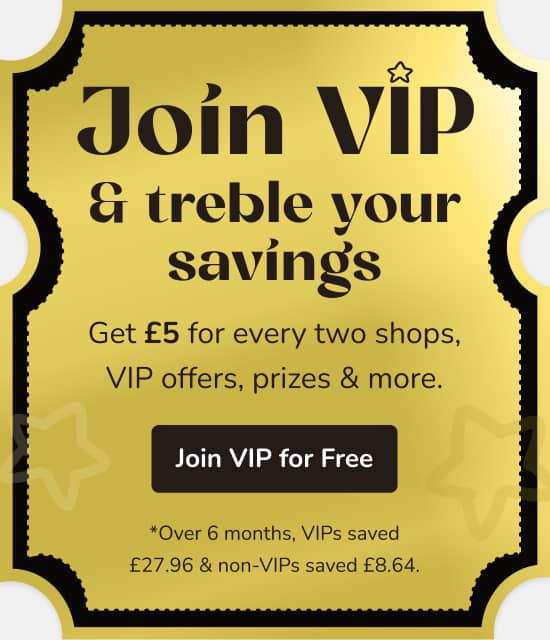 Join VIP
& treble your
savings
Get £5 for every two shops,
VIP offers, prizes & more.
Join VIP for Free
*Over 6 months, VIPs saved
£27.96 & non-VIPs saved £8.64.